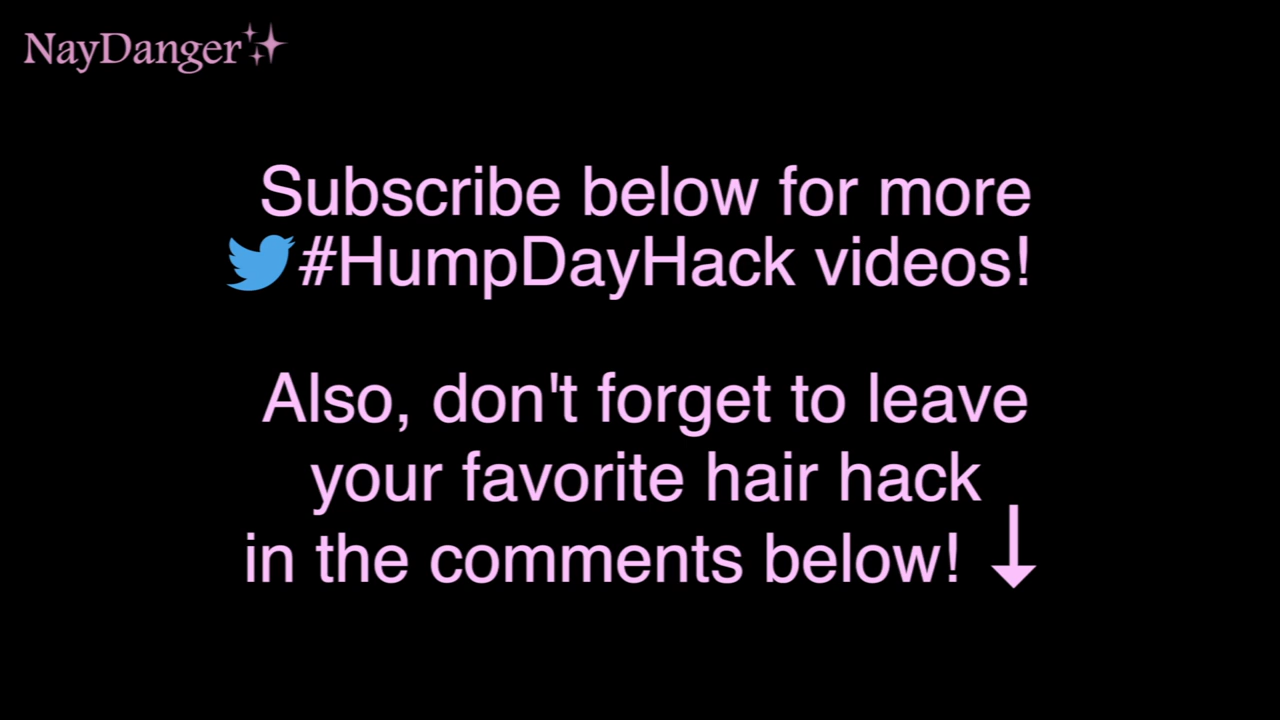 NayDanger
Subscribe below for more
#HumpDayHack videos!
Also, don't forget to leave
your favorite hair hack
in the comments below!